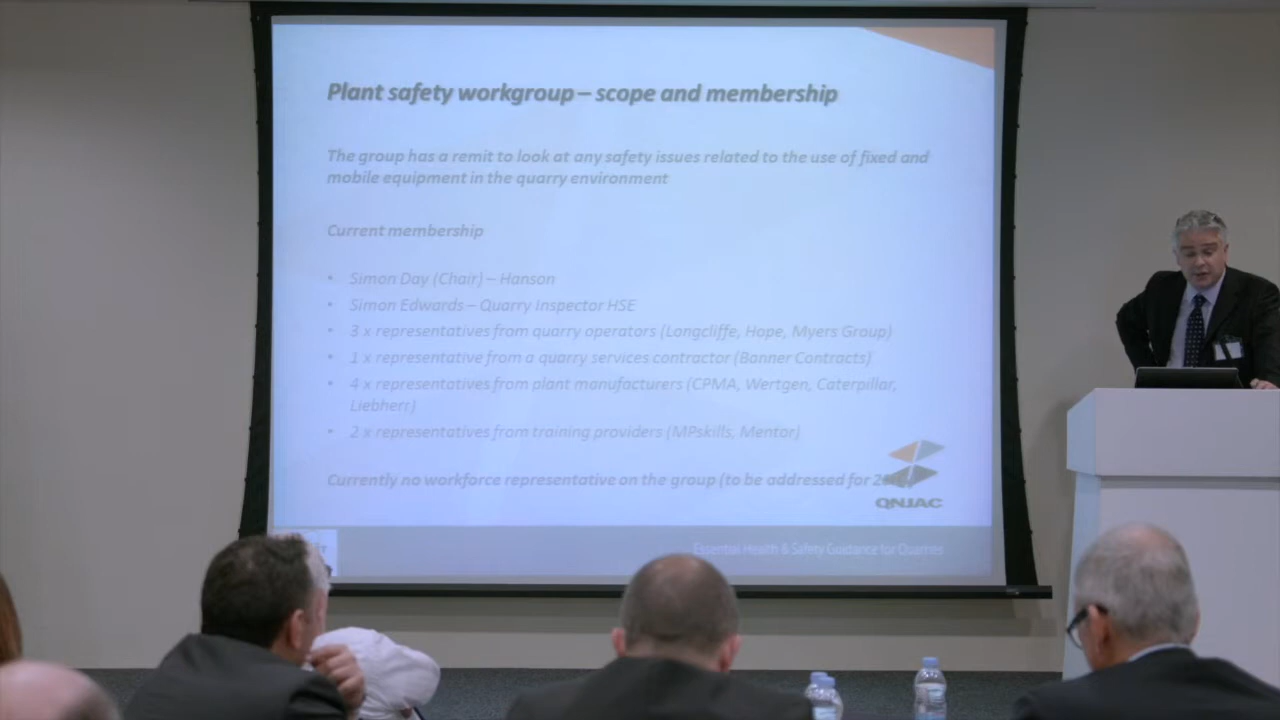 Plant safety workgroup – scope and membership
The group has a remit to look at any safety issues related to the use of fixed and
mobile equipment in the quarry environment
Current membership
• Simon Day (Chair) – Hanson
• Simon Edwards – Quarry Inspector HSE
• 3 x representatives from quarry operators (Longcliffe, Hope, Myers Group)
• 1 x representative from a quarry services contractor (Banner Contracts)
• 4 x representatives from plant manufacturers (CPMA, Wertgen, Caterpillar,
Liebherr)
• 2 x representatives from training providers (MPskills, Mentor)
Currently no workforce representative on the group (to be addressed for
QNJAC
Essential Health & Safety Guidance for Quarries